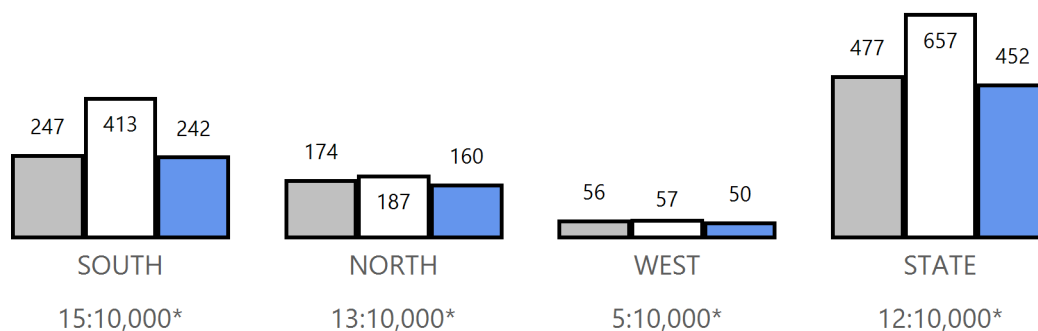 247 413 242
174 187 160
56 57 50
477 657 452
SOUTH NORTH WEST STATE
15:10,000* 13:10,000* 5:10,000* 12:10,000*